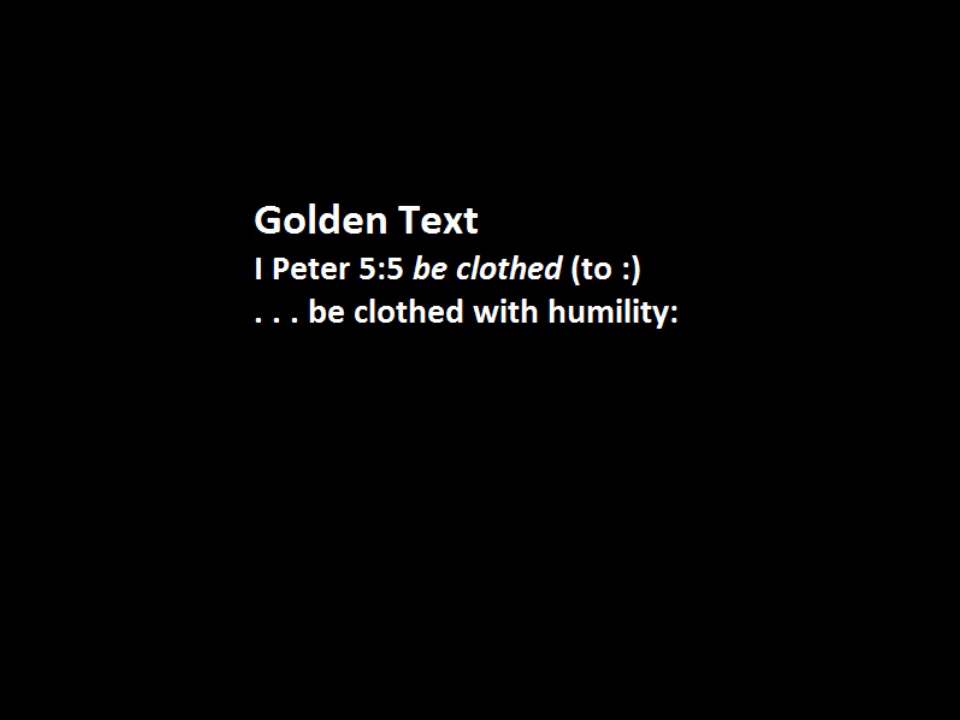 Golden Text
I Peter 5:5 be clothed (to :)
. . . be clothed with humility: